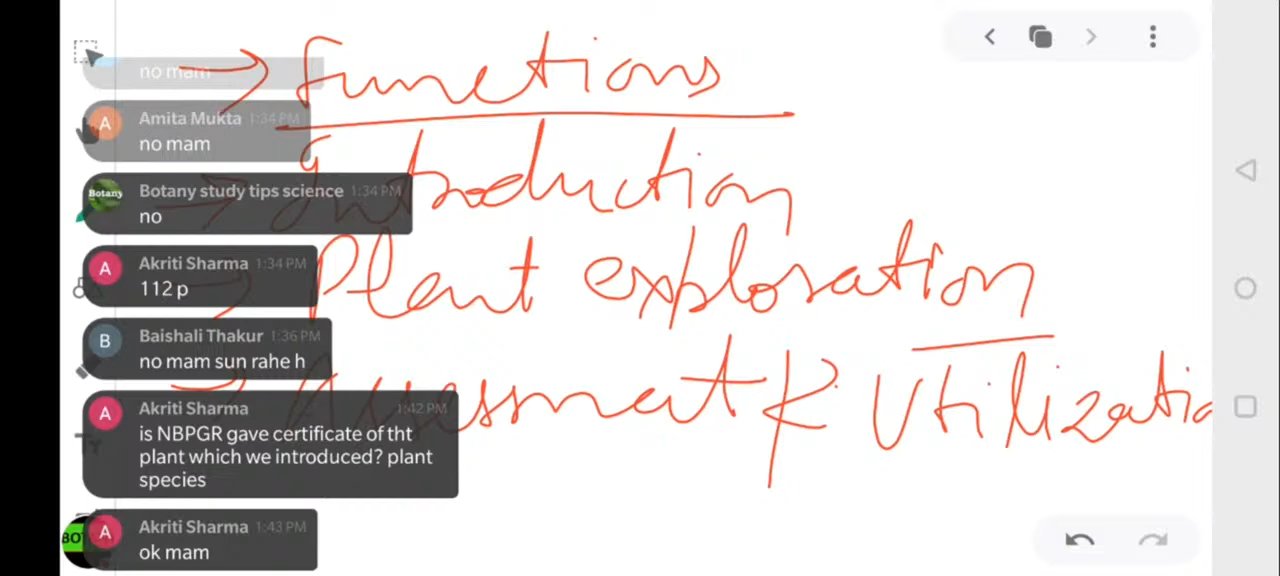 → Functions
→ Introduction
→ Plant exploration
→ Assessment & Utilizatio
no mam
Amita Mukta 1:34 PM
no mam
Botany
Botany study tips science 1:34 PM
no
A
Akriti Sharma 1:34 PM
112 p
B
Baishali Thakur 1:36 PM
no mam sun rahe h
A
Akriti Sharma 1:42 PM
is NBPGR gave certificate of tht
plant which we introduced? plant
species
BO
A
Akriti Sharma 1:43 PM
ok mam
A